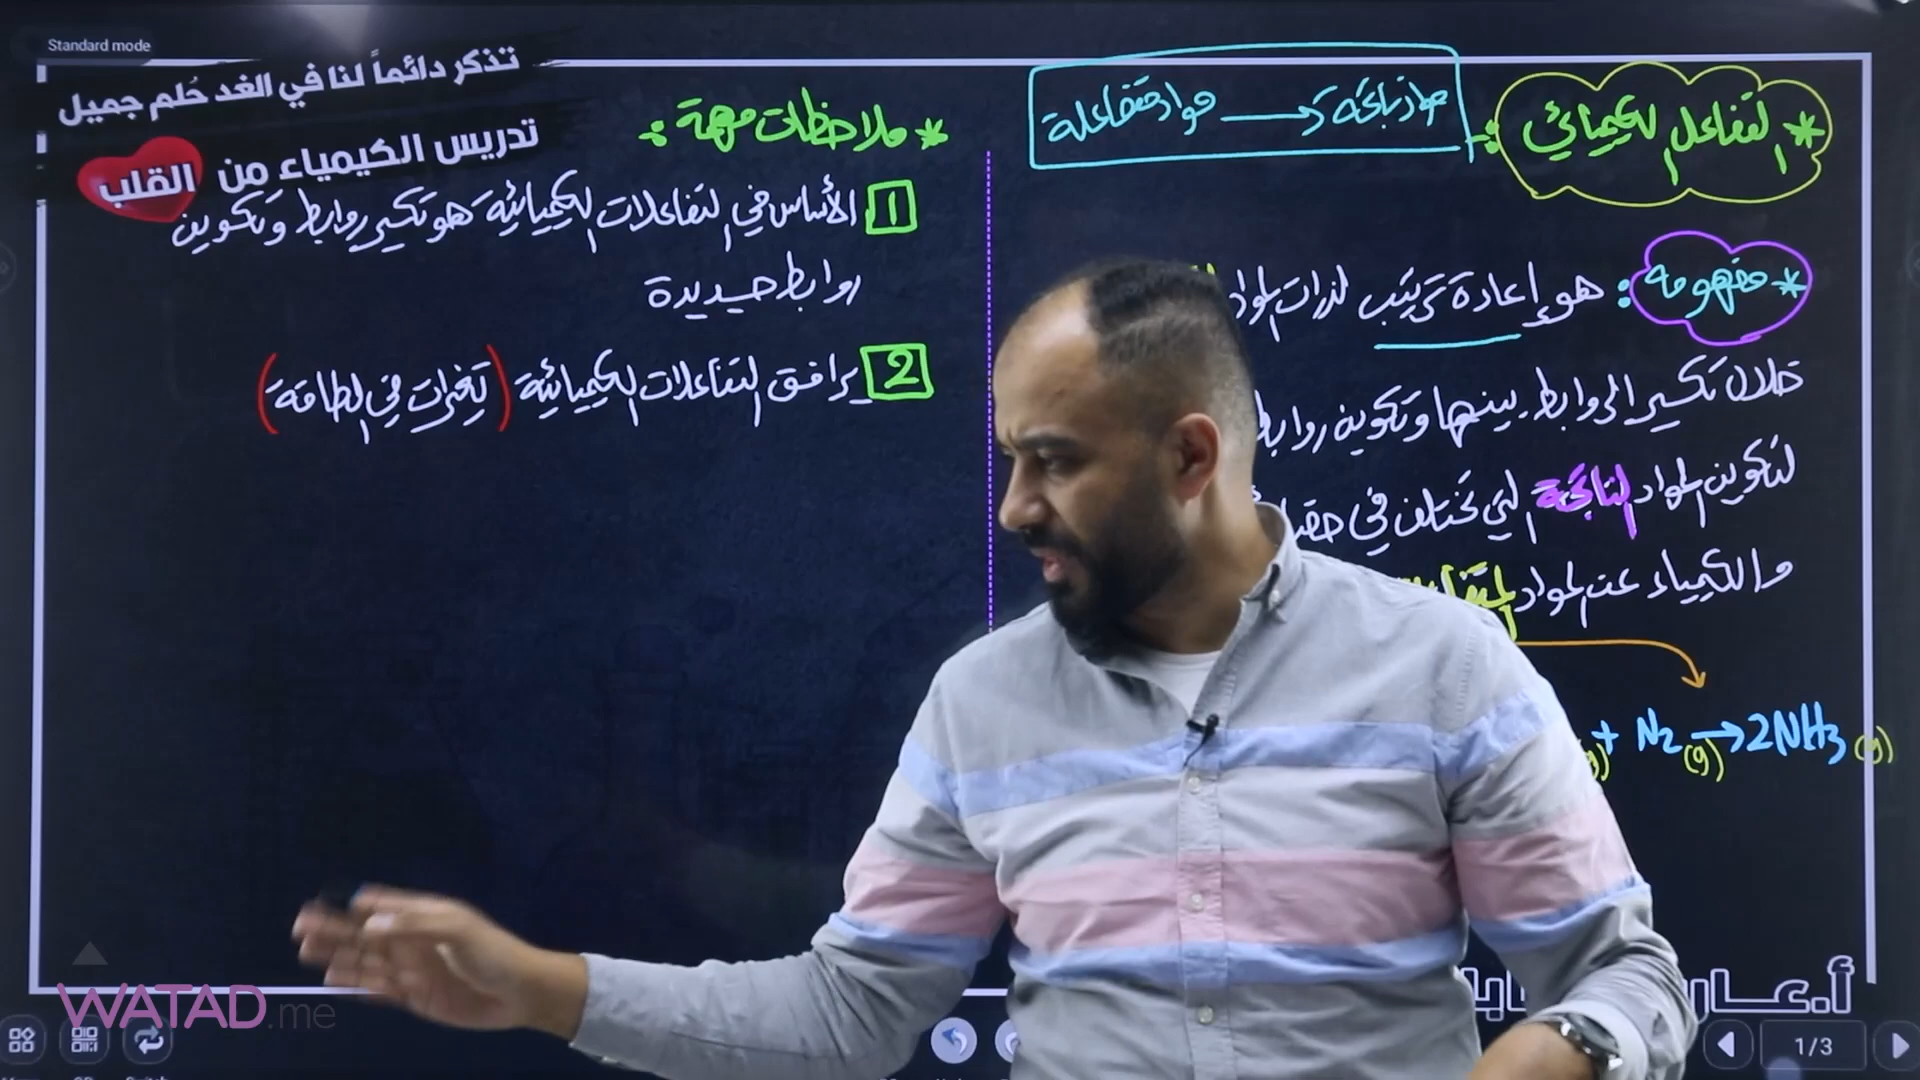 Standard mode
تذكر دائماً لنا في الغد حُلم جميل
تدريس الكيمياء من القلب
* التفاعل الكيميائي :-
مواد متفاعلة ⟶ مواد ناتجة
* مفهومه : هو إعادة ترتيب لذرات المواد
خلال تكسير الروابط بينها وتكوين روابط
لتكوين المواد الناتجة التي تختلف في
والكيمياء عن المواد
+ N2 (g) → 2NH3 (g)
* ملاحظات مهمة :
1 الأساس في التفاعلات الكيميائية هو تكسير روابط وتكوين
روابط جديدة
2 يرافق التفاعلات الكيميائية (تغيرات في الطاقة)
WATAD.me
1/3